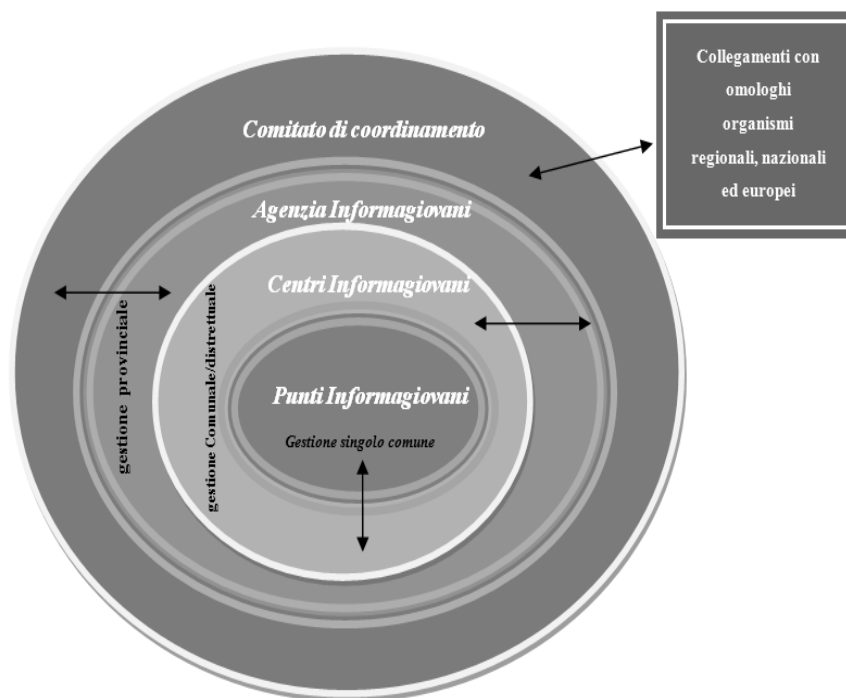 Collegamenti con
omologhi
organismi
regionali, nazionali
ed europei
Comitato di coordinamento
Agenzia Informagiovani
Centri Informagiovani
gestione provinciale
gestione Comunale/distrettuale
Punti Informagiovani
Gestione singolo comune